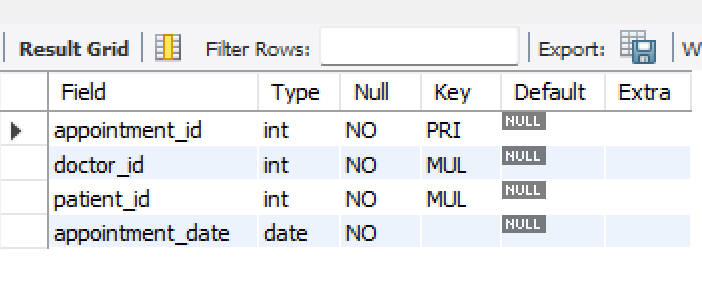 Result Grid Filter Rows: Export: W
Field Type Null Key Default Extra
appointment_id int NO PRI NULL
doctor_id int NO MUL NULL
patient_id int NO MUL NULL
appointment_date date NO NULL